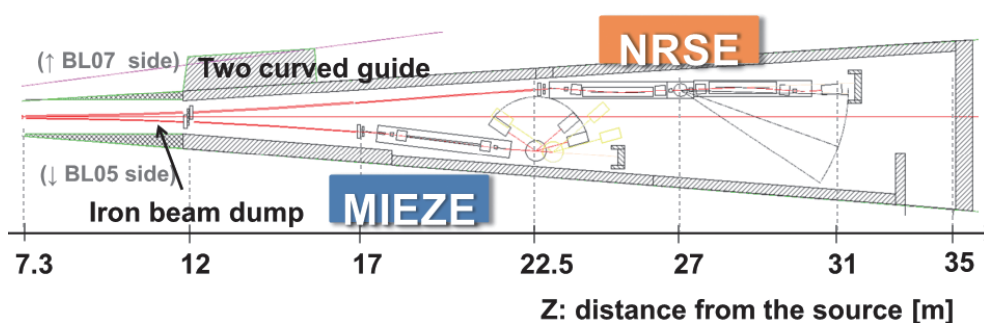 NRSE
(↑ BL07 side)
Two curved guide
(↓ BL05 side)
Iron beam dump
MIEZE
7.3 12 17 22.5 27 31 35
Z: distance from the source [m]